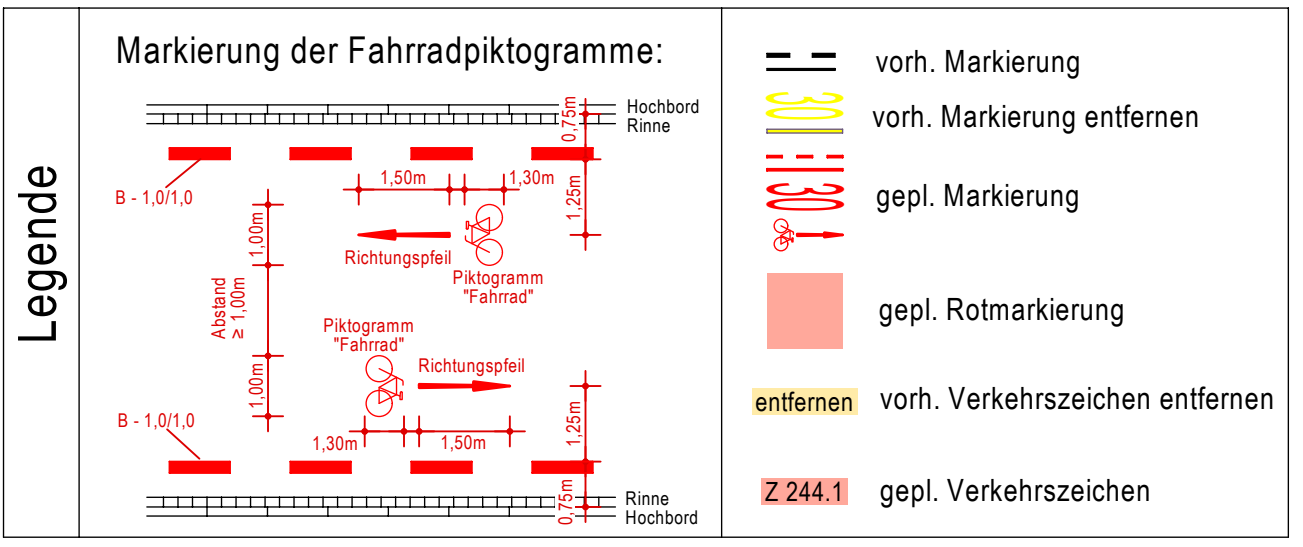 Legende
Markierung der Fahrradpiktogramme:
Hochbord
Rinne
0,75m
B - 1,0/1,0
1,50m
1,30m
1,25m
1,00m
Richtungspfeil
Piktogramm
"Fahrrad"
Abstand
≥ 1,00m
Piktogramm
"Fahrrad"
Richtungspfeil
1,00m
B - 1,0/1,0
1,30m
1,50m
1,25m
0,75m
Rinne
Hochbord
vorh. Markierung
30
vorh. Markierung entfernen
30
gepl. Markierung
gepl. Rotmarkierung
entfernen
vorh. Verkehrszeichen entfernen
Z 244.1
gepl. Verkehrszeichen